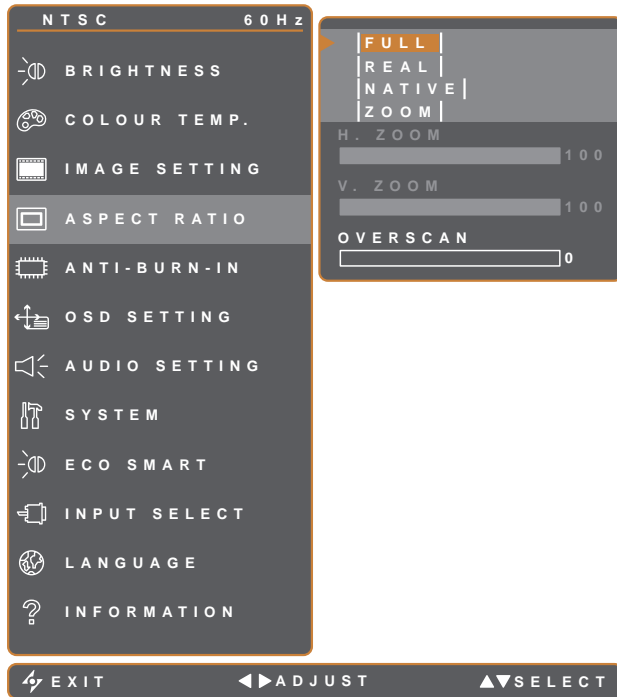 NTSC 60Hz
BRIGHTNESS
COLOUR TEMP.
IMAGE SETTING
ASPECT RATIO
ANTI-BURN-IN
OSD SETTING
AUDIO SETTING
SYSTEM
ECO SMART
INPUT SELECT
LANGUAGE
INFORMATION
FULL
REAL
NATIVE
ZOOM
H. ZOOM
100
V. ZOOM
100
OVERSCAN
0
EXIT ADJUST SELECT